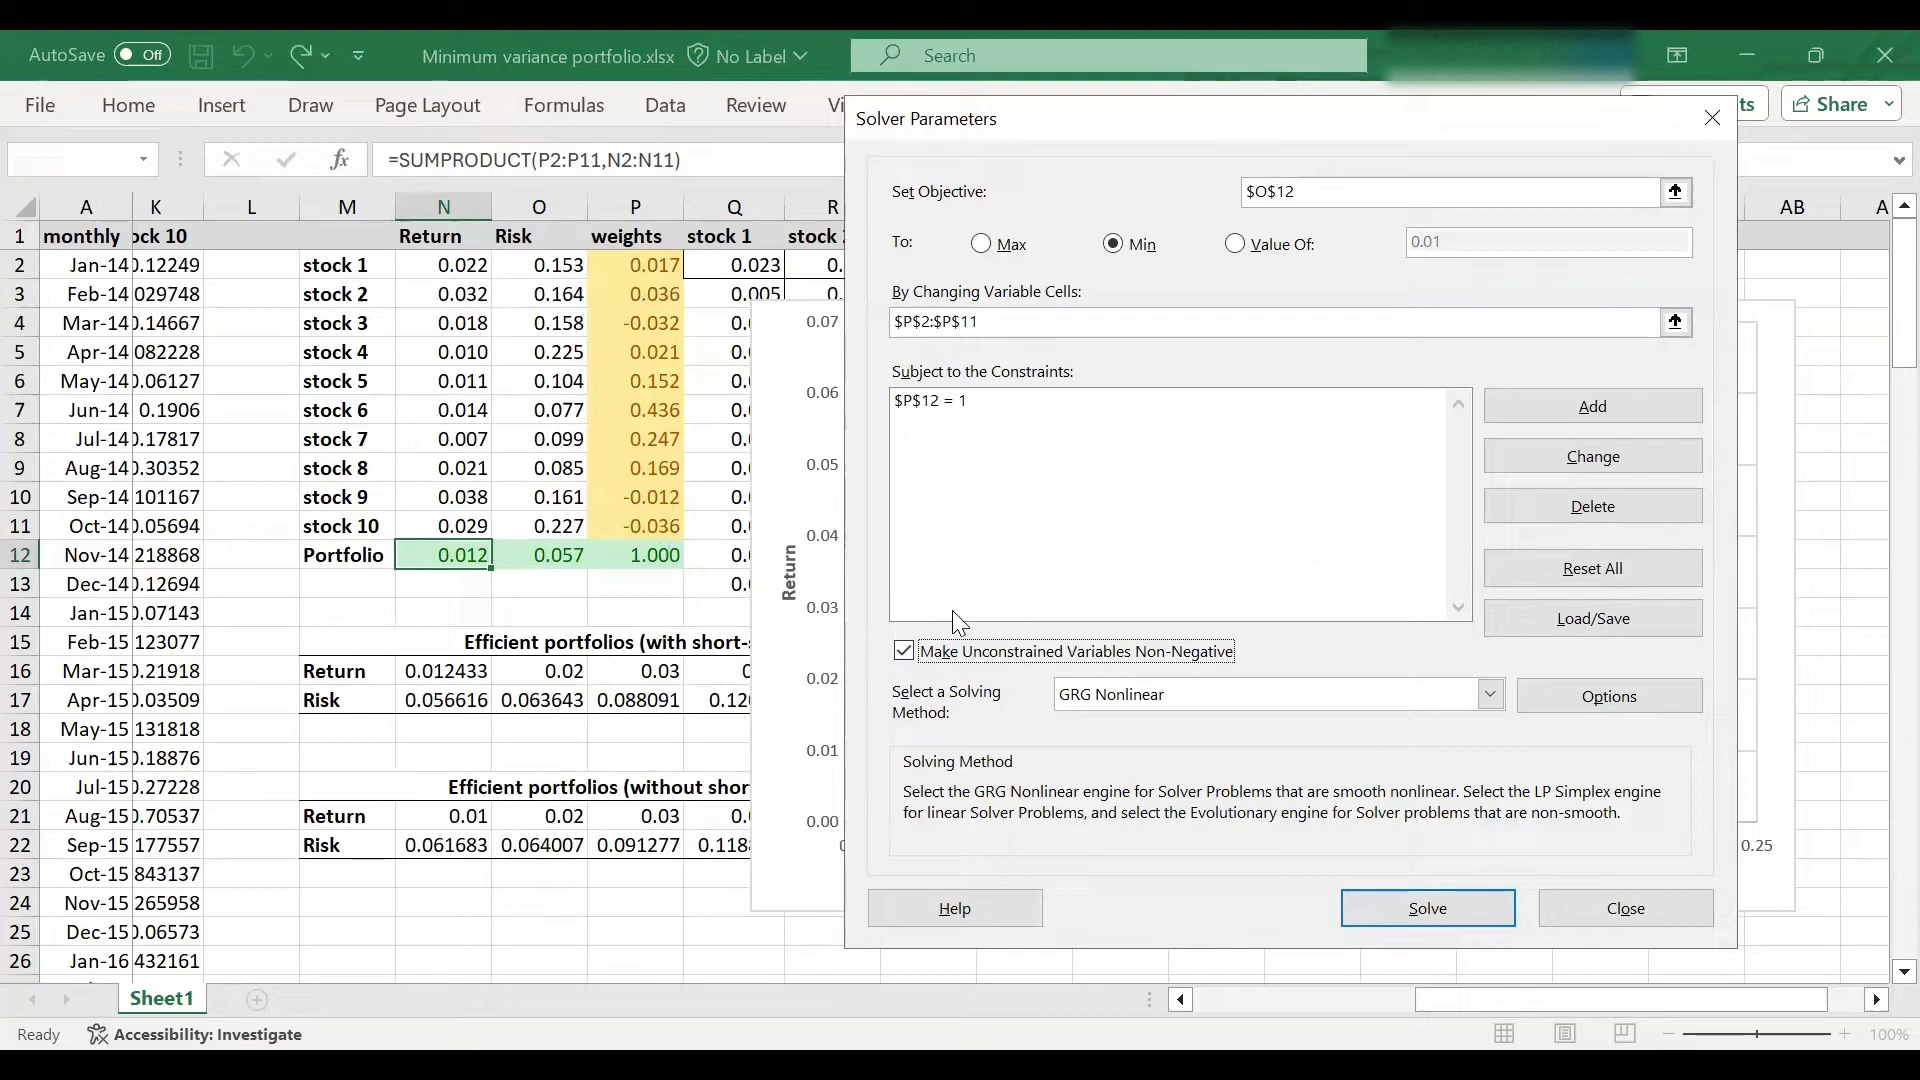 AutoSave Off Minimum variance portfolio.xlsx No Label Search
File Home Insert Draw Page Layout Formulas Data Review Vi ts Share
fx =SUMPRODUCT(P2:P11,N2:N11)
A K L M N O P Q R AB A
1 monthly ock 10 Return Risk weights stock 1 stock
2 Jan-14 0.12249 stock 1 0.022 0.153 0.017 0.023 0.
3 Feb-14 029748 stock 2 0.032 0.164 0.036 0.005 0.
4 Mar-14 0.14667 stock 3 0.018 0.158 -0.032 0.
5 Apr-14 082228 stock 4 0.010 0.225 0.021 0.
6 May-14 0.06127 stock 5 0.011 0.104 0.152 0.
7 Jun-14 0.1906 stock 6 0.014 0.077 0.436 0.
8 Jul-14 0.17817 stock 7 0.007 0.099 0.247 0.
9 Aug-14 0.30352 stock 8 0.021 0.085 0.169 0.
10 Sep-14 101167 stock 9 0.038 0.161 -0.012 0.
11 Oct-14 0.05694 stock 10 0.029 0.227 -0.036 0.
12 Nov-14 218868 Portfolio 0.012 0.057 1.000 0.
13 Dec-14 0.12694 0.
14 Jan-15 0.07143
15 Feb-15 123077 Efficient portfolios (with short-
16 Mar-15 0.21918 Return 0.012433 0.02 0.03 0
17 Apr-15 0.03509 Risk 0.056616 0.063643 0.088091 0.12
18 May-15 131818
19 Jun-15 0.18876
20 Jul-15 0.27228 Efficient portfolios (without shor
21 Aug-15 0.70537 Return 0.01 0.02 0.03 0.
22 Sep-15 177557 Risk 0.061683 0.064007 0.091277 0.118
23 Oct-15 843137
24 Nov-15 265958
25 Dec-15 0.06573
26 Jan-16 432161
0.07
0.06
0.05
0.04
0.03
0.02
0.01
0.00
Return
0.25
Solver Parameters
Set Objective: $O$12
To: Max Min Value Of: 0.01
By Changing Variable Cells:
$P$2:$P$11
Subject to the Constraints:
$P$12 = 1
Add
Change
Delete
Reset All
Load/Save
Make Unconstrained Variables Non-Negative
Select a Solving
Method:
GRG Nonlinear
Options
Solving Method
Select the GRG Nonlinear engine for Solver Problems that are smooth nonlinear. Select the LP Simplex engine
for linear Solver Problems, and select the Evolutionary engine for Solver problems that are non-smooth.
Help Solve Close
Sheet1
Ready Accessibility: Investigate 100%